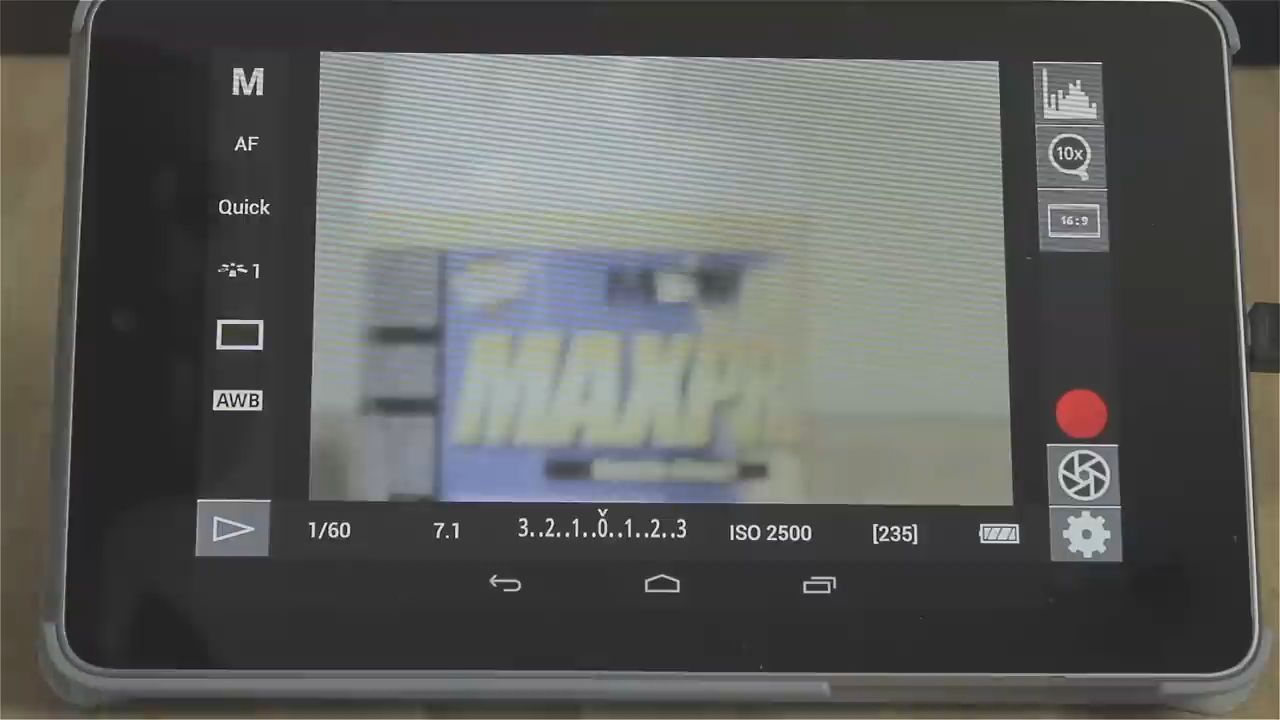 M
AF
Quick
1
AWB
10x
16:9
MAXP
1/60
7.1
3..2..1..0..1..2..3
ISO 2500
[235]